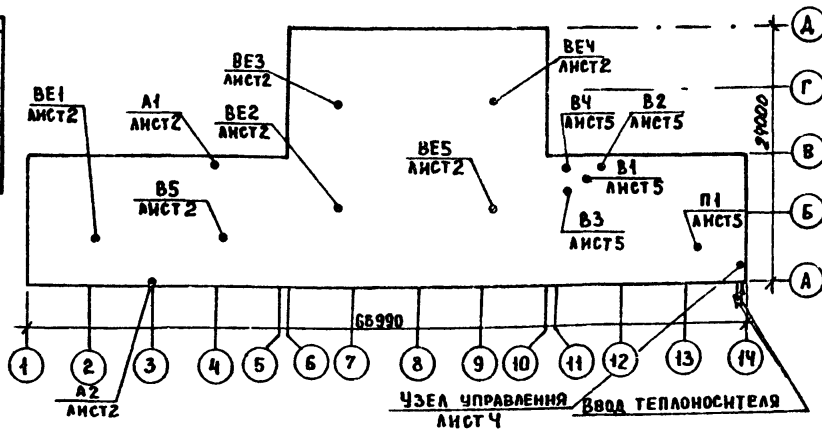 Д
ВЕ3
ЛИСТ2
ВЕ4
ЛИСТ2
Г
ВЕ1
ЛИСТ2
А1
ЛИСТ2
ВЕ2
ЛИСТ2
В4
ЛИСТ5
В2
ЛИСТ5
24000
В
ВЕ5
ЛИСТ2
В1
ЛИСТ5
В5
ЛИСТ2
В3
ЛИСТ5
П1
ЛИСТ5
Б
А
68990
1 2 3 4 5 6 7 8 9 10 11 12 13 14
А2
ЛИСТ2
УЗЕЛ УПРАВЛЕНИЯ
ЛИСТ 4
ВВОД ТЕПЛОНОСИТЕЛЯ